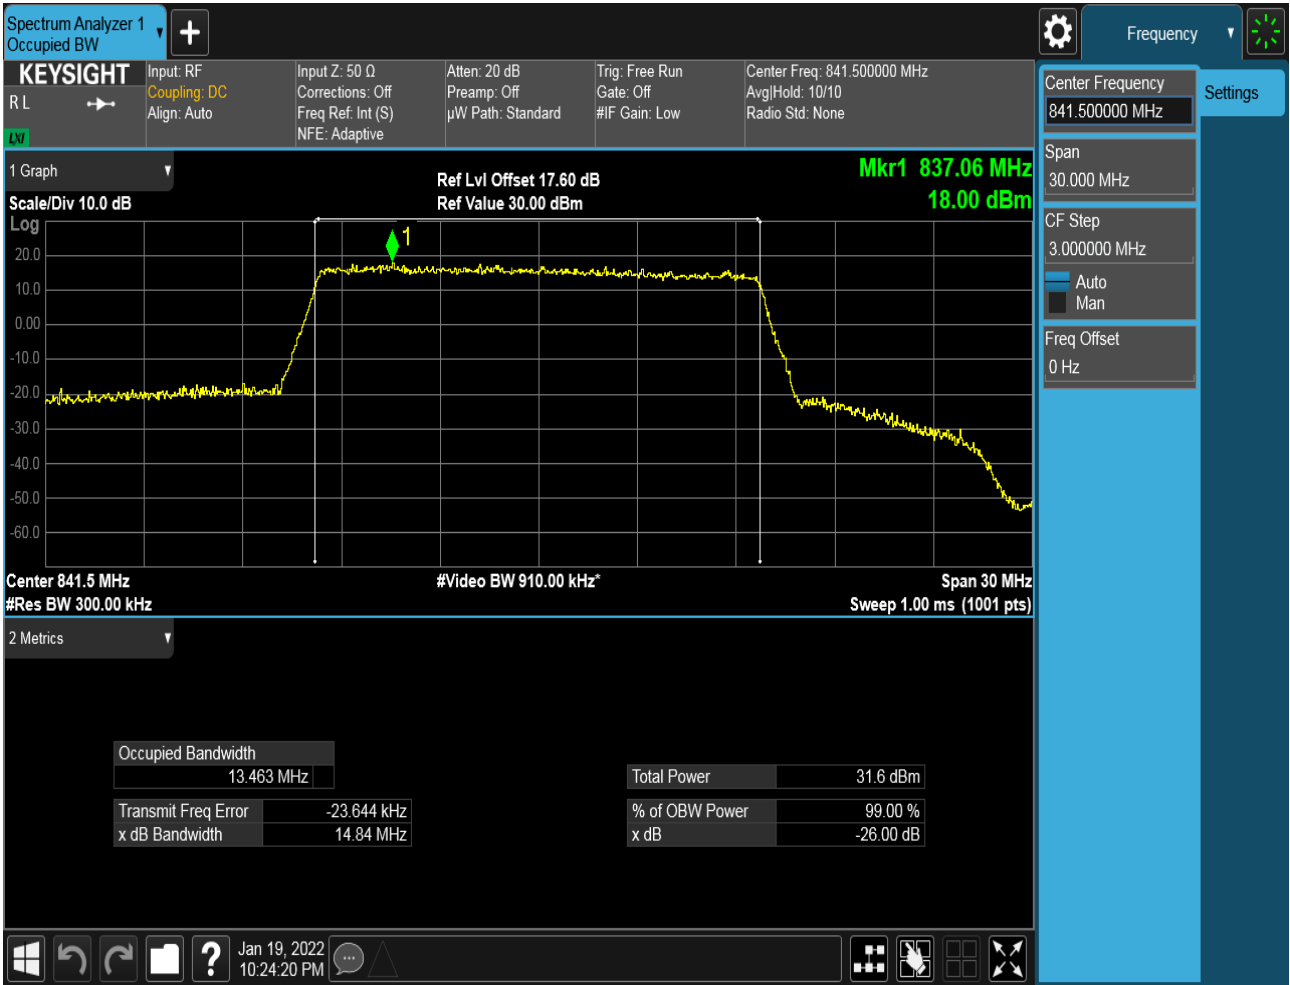 Spectrum Analyzer 1
Occupied BW
Frequency
KEYSIGHT
R L
LXI
Input: RF
Coupling: DC
Align: Auto
Input Z: 50 Ω
Corrections: Off
Freq Ref: Int (S)
NFE: Adaptive
Atten: 20 dB
Preamp: Off
µW Path: Standard
Trig: Free Run
Gate: Off
#IF Gain: Low
Center Freq: 841.500000 MHz
Avg|Hold: 10/10
Radio Std: None
Center Frequency
841.500000 MHz
Settings
Span
30.000 MHz
CF Step
3.000000 MHz
Auto
Man
Freq Offset
0 Hz
1 Graph
Scale/Div 10.0 dB
Log
Ref Lvl Offset 17.60 dB
Ref Value 30.00 dBm
Mkr1 837.06 MHz
18.00 dBm
1
20.0
10.0
0.00
-10.0
-20.0
-30.0
-40.0
-50.0
-60.0
Center 841.5 MHz
#Video BW 910.00 kHz*
Span 30 MHz
#Res BW 300.00 kHz
Sweep 1.00 ms (1001 pts)
2 Metrics
Occupied Bandwidth
13.463 MHz
Total Power 31.6 dBm
Transmit Freq Error -23.644 kHz
% of OBW Power 99.00 %
x dB Bandwidth 14.84 MHz
x dB -26.00 dB
?
Jan 19, 2022
10:24:20 PM